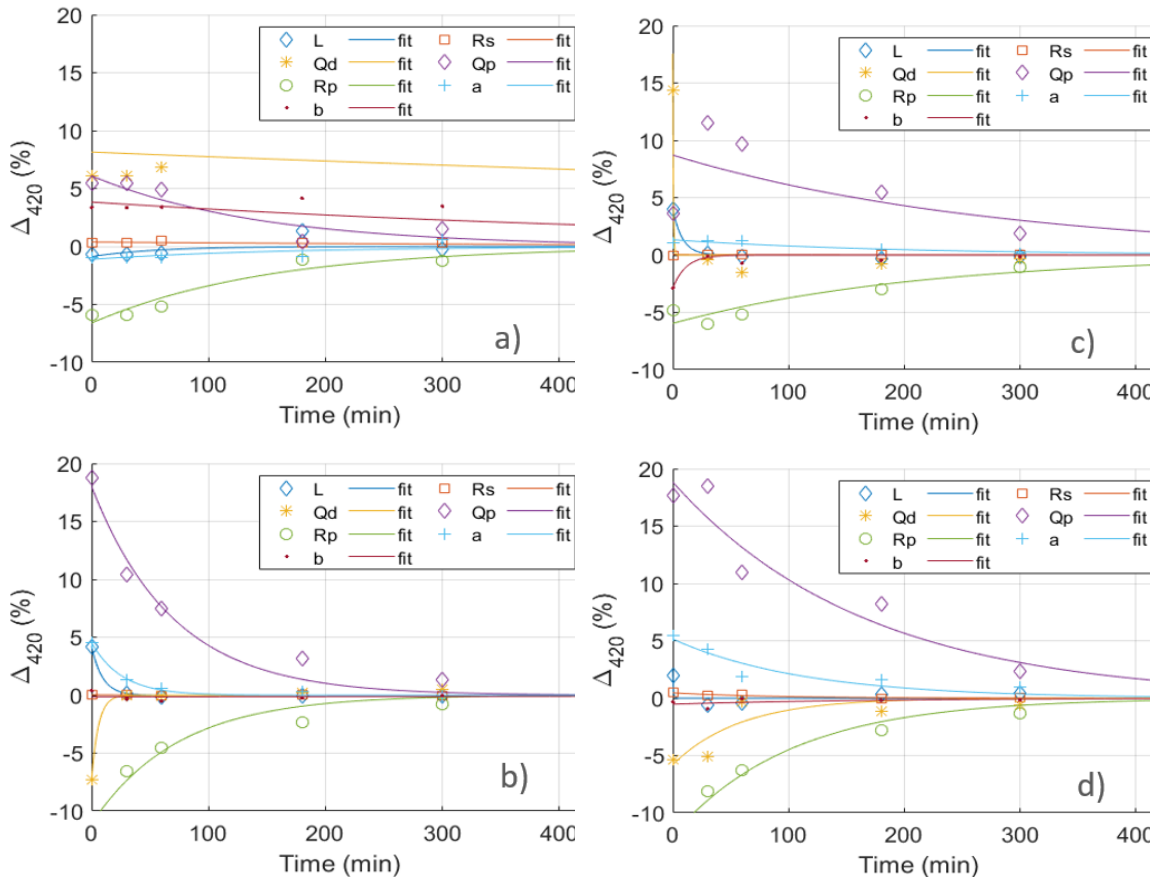 20
15
10
5
0
-5
-10
Δ420 (%)
L fit Rs fit
Qd fit Qp fit
Rp fit a fit
b fit
a)
0 100 200 300 400
Time (min)
20
15
10
5
0
-5
-10
Δ420 (%)
L fit Rs fit
Qd fit Qp fit
Rp fit a fit
b fit
c)
0 100 200 300 400
Time (min)
20
15
10
5
0
-5
-10
Δ420 (%)
L fit Rs fit
Qd fit Qp fit
Rp fit a fit
b fit
b)
0 100 200 300 400
Time (min)
20
15
10
5
0
-5
-10
Δ420 (%)
L fit Rs fit
Qd fit Qp fit
Rp fit a fit
b fit
d)
0 100 200 300 400
Time (min)